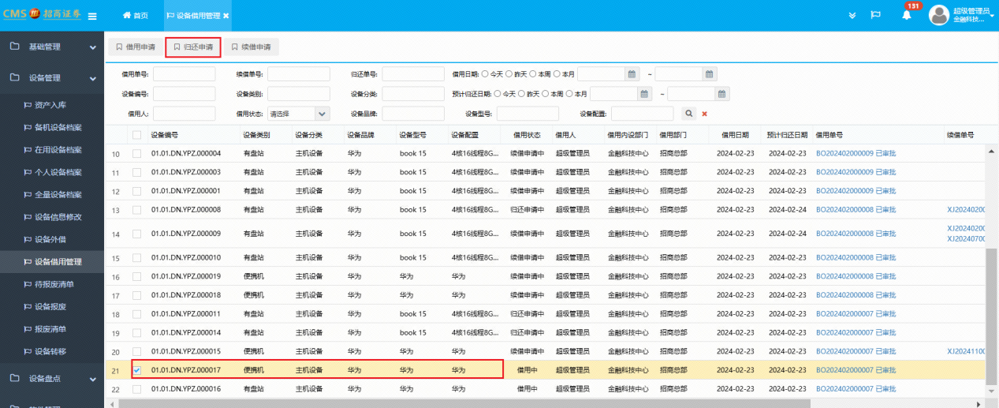 CMS 招商证券
首页
设备借用管理
131
超级管理员
金融科技...
基础管理
设备管理
资产入库
备机设备档案
在用设备档案
个人设备档案
全量设备档案
设备信息修改
设备外借
设备借用管理
待报废清单
设备报废
报废清单
设备转移
设备盘点
借用申请 归还申请 续借申请
借用单号: 续借单号: 归还单号: 借用日期: 今天 昨天 本周 本月 ~
设备编号: 设备类别: 设备分类: 预计归还日期: 今天 昨天 本周 本月 ~
借用人: 借用状态: 请选择 设备品牌: 设备型号: 设备配置:
设备编号 设备类别 设备分类 设备品牌 设备型号 设备配置 借用状态 借用人 借用内设部门 借用部门 借用日期 预计归还日期 借用单号 续借单号
10 01.01.DN.YPZ.000004 有盘站 主机设备 华为 book 15 4核16线程8G... 续借申请中 超级管理员 金融科技中心 招商总部 2024-02-23 2024-02-23 BO202402000009 已审批
11 01.01.DN.YPZ.000003 有盘站 主机设备 华为 book 15 4核16线程8G... 续借申请中 超级管理员 金融科技中心 招商总部 2024-02-23 2024-02-23 BO202402000009 已审批
12 01.01.DN.YPZ.000001 有盘站 主机设备 华为 book 15 4核16线程8G... 续借申请中 超级管理员 金融科技中心 招商总部 2024-02-23 2024-02-23 BO202402000009 已审批
13 01.01.DN.YPZ.000008 有盘站 主机设备 华为 book 15 4核16线程8G... 归还申请中 超级管理员 金融科技中心 招商总部 2024-02-23 2024-02-24 BO202402000008 已审批 XJ20240200
14 01.01.DN.YPZ.000009 有盘站 主机设备 华为 book 15 4核16线程8G... 续借申请中 超级管理员 金融科技中心 招商总部 2024-02-23 2024-02-24 BO202402000008 已审批 XJ20240200
XJ20240700
15 01.01.DN.YPZ.000010 有盘站 主机设备 华为 book 15 4核16线程8G... 续借申请中 超级管理员 金融科技中心 招商总部 2024-02-23 2024-02-23 BO202402000008 已审批
16 01.01.DN.YPZ.000019 便携机 主机设备 华为 华为 华为 续借申请中 超级管理员 金融科技中心 招商总部 2024-02-23 2024-02-23 BO202402000008 已审批
17 01.01.DN.YPZ.000018 便携机 主机设备 华为 华为 华为 续借申请中 超级管理员 金融科技中心 招商总部 2024-02-23 2024-02-23 BO202402000008 已审批
18 01.01.DN.YPZ.000011 有盘站 主机设备 华为 book 15 4核16线程8G... 归还申请中 超级管理员 金融科技中心 招商总部 2024-02-23 2024-02-23 BO202402000007 已审批
19 01.01.DN.YPZ.000014 有盘站 主机设备 华为 book 15 4核16线程8G... 归还申请中 超级管理员 金融科技中心 招商总部 2024-02-23 2024-02-23 BO202402000007 已审批
20 01.01.DN.YPZ.000015 便携机 主机设备 华为 华为 华为 续借申请中 超级管理员 金融科技中心 招商总部 2024-02-23 2024-02-23 BO202402000007 已审批 XJ20241100
21 01.01.DN.YPZ.000017 便携机 主机设备 华为 华为 华为 借用中 超级管理员 金融科技中心 招商总部 2024-02-23 2024-02-23 BO202402000007 已审批
22 01.01.DN.YPZ.000016 有盘站 主机设备 华为 华为 华为 借用中 超级管理员 金融科技中心 招商总部 2024-02-23 2024-02-23 BO202402000007 已审批